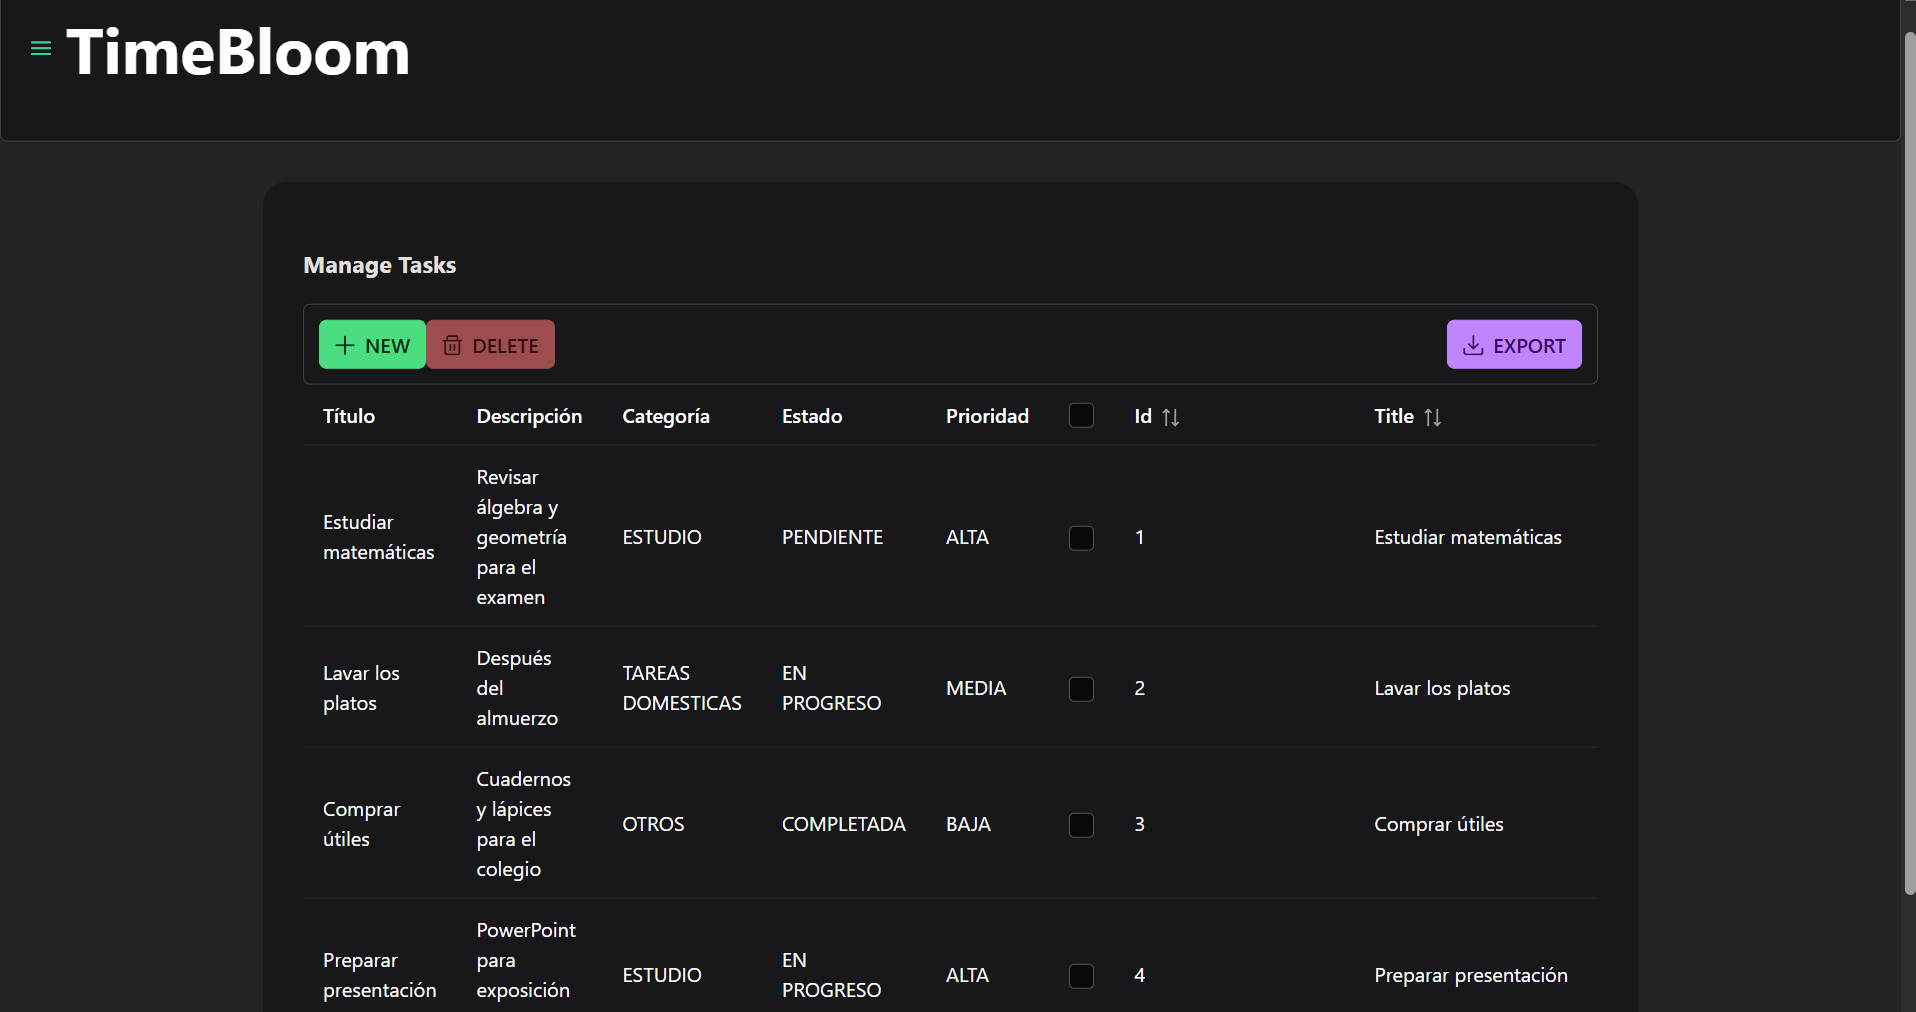 TimeBloom
Manage Tasks
NEW DELETE EXPORT
Título Descripción Categoría Estado Prioridad Id Title
Estudiar
matemáticas
Revisar
álgebra y
geometría
para el
examen
ESTUDIO
PENDIENTE
ALTA
1
Estudiar matemáticas
Lavar los
platos
Después
del
almuerzo
TAREAS
DOMESTICAS
EN
PROGRESO
MEDIA
2
Lavar los platos
Comprar
útiles
Cuadernos
y lápices
para el
colegio
OTROS
COMPLETADA
BAJA
3
Comprar útiles
Preparar
presentación
PowerPoint
para
exposición
ESTUDIO
EN
PROGRESO
ALTA
4
Preparar presentación